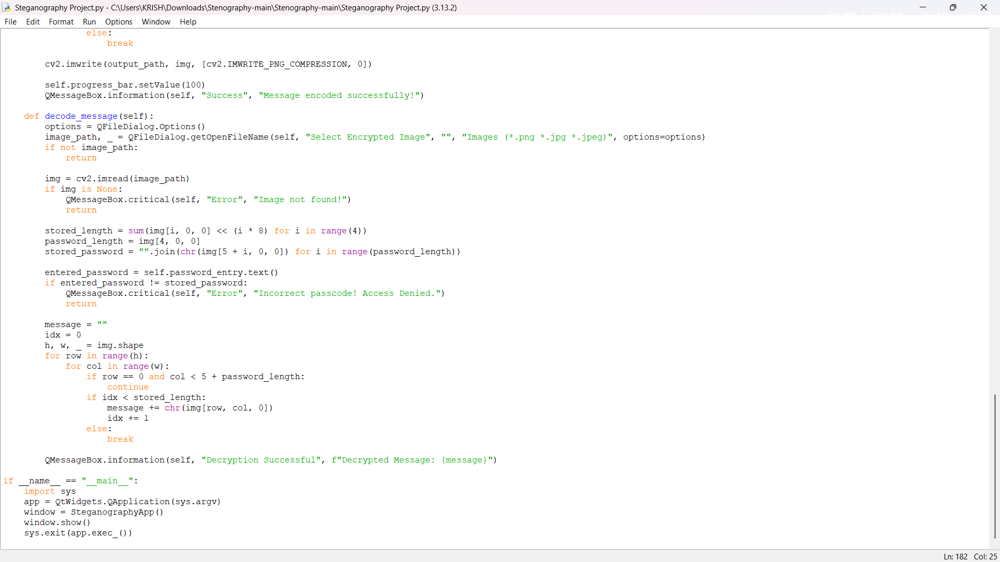 Steganography Project.py - C:\Users\KRISH\Downloads\Stenography-main\Stenography-main\Steganography Project.py (3.13.2)
File Edit Format Run Options Window Help
            else:
                break

    cv2.imwrite(output_path, img, [cv2.IMWRITE_PNG_COMPRESSION, 0])

    self.progress_bar.setValue(100)
    QMessageBox.information(self, "Success", "Message encoded successfully!")

def decode_message(self):
    options = QFileDialog.Options()
    image_path, _ = QFileDialog.getOpenFileName(self, "Select Encrypted Image", "", "Images (*.png *.jpg *.jpeg)", options=options)
    if not image_path:
        return

    img = cv2.imread(image_path)
    if img is None:
        QMessageBox.critical(self, "Error", "Image not found!")
        return

    stored_length = sum(img[i, 0, 0] << (i * 8) for i in range(4))
    password_length = img[4, 0, 0]
    stored_password = "".join(chr(img[5 + i, 0, 0]) for i in range(password_length))

    entered_password = self.password_entry.text()
    if entered_password != stored_password:
        QMessageBox.critical(self, "Error", "Incorrect passcode! Access Denied.")
        return

    message = ""
    idx = 0
    h, w, _ = img.shape
    for row in range(h):
        for col in range(w):
            if row == 0 and col < 5 + password_length:
                continue
            if idx < stored_length:
                message += chr(img[row, col, 0])
                idx += 1
            else:
                break

    QMessageBox.information(self, "Decryption Successful", f"Decrypted Message: {message}")

if __name__ == "__main__":
    import sys
    app = QtWidgets.QApplication(sys.argv)
    window = SteganographyApp()
    window.show()
    sys.exit(app.exec_())
Ln: 182 Col: 25